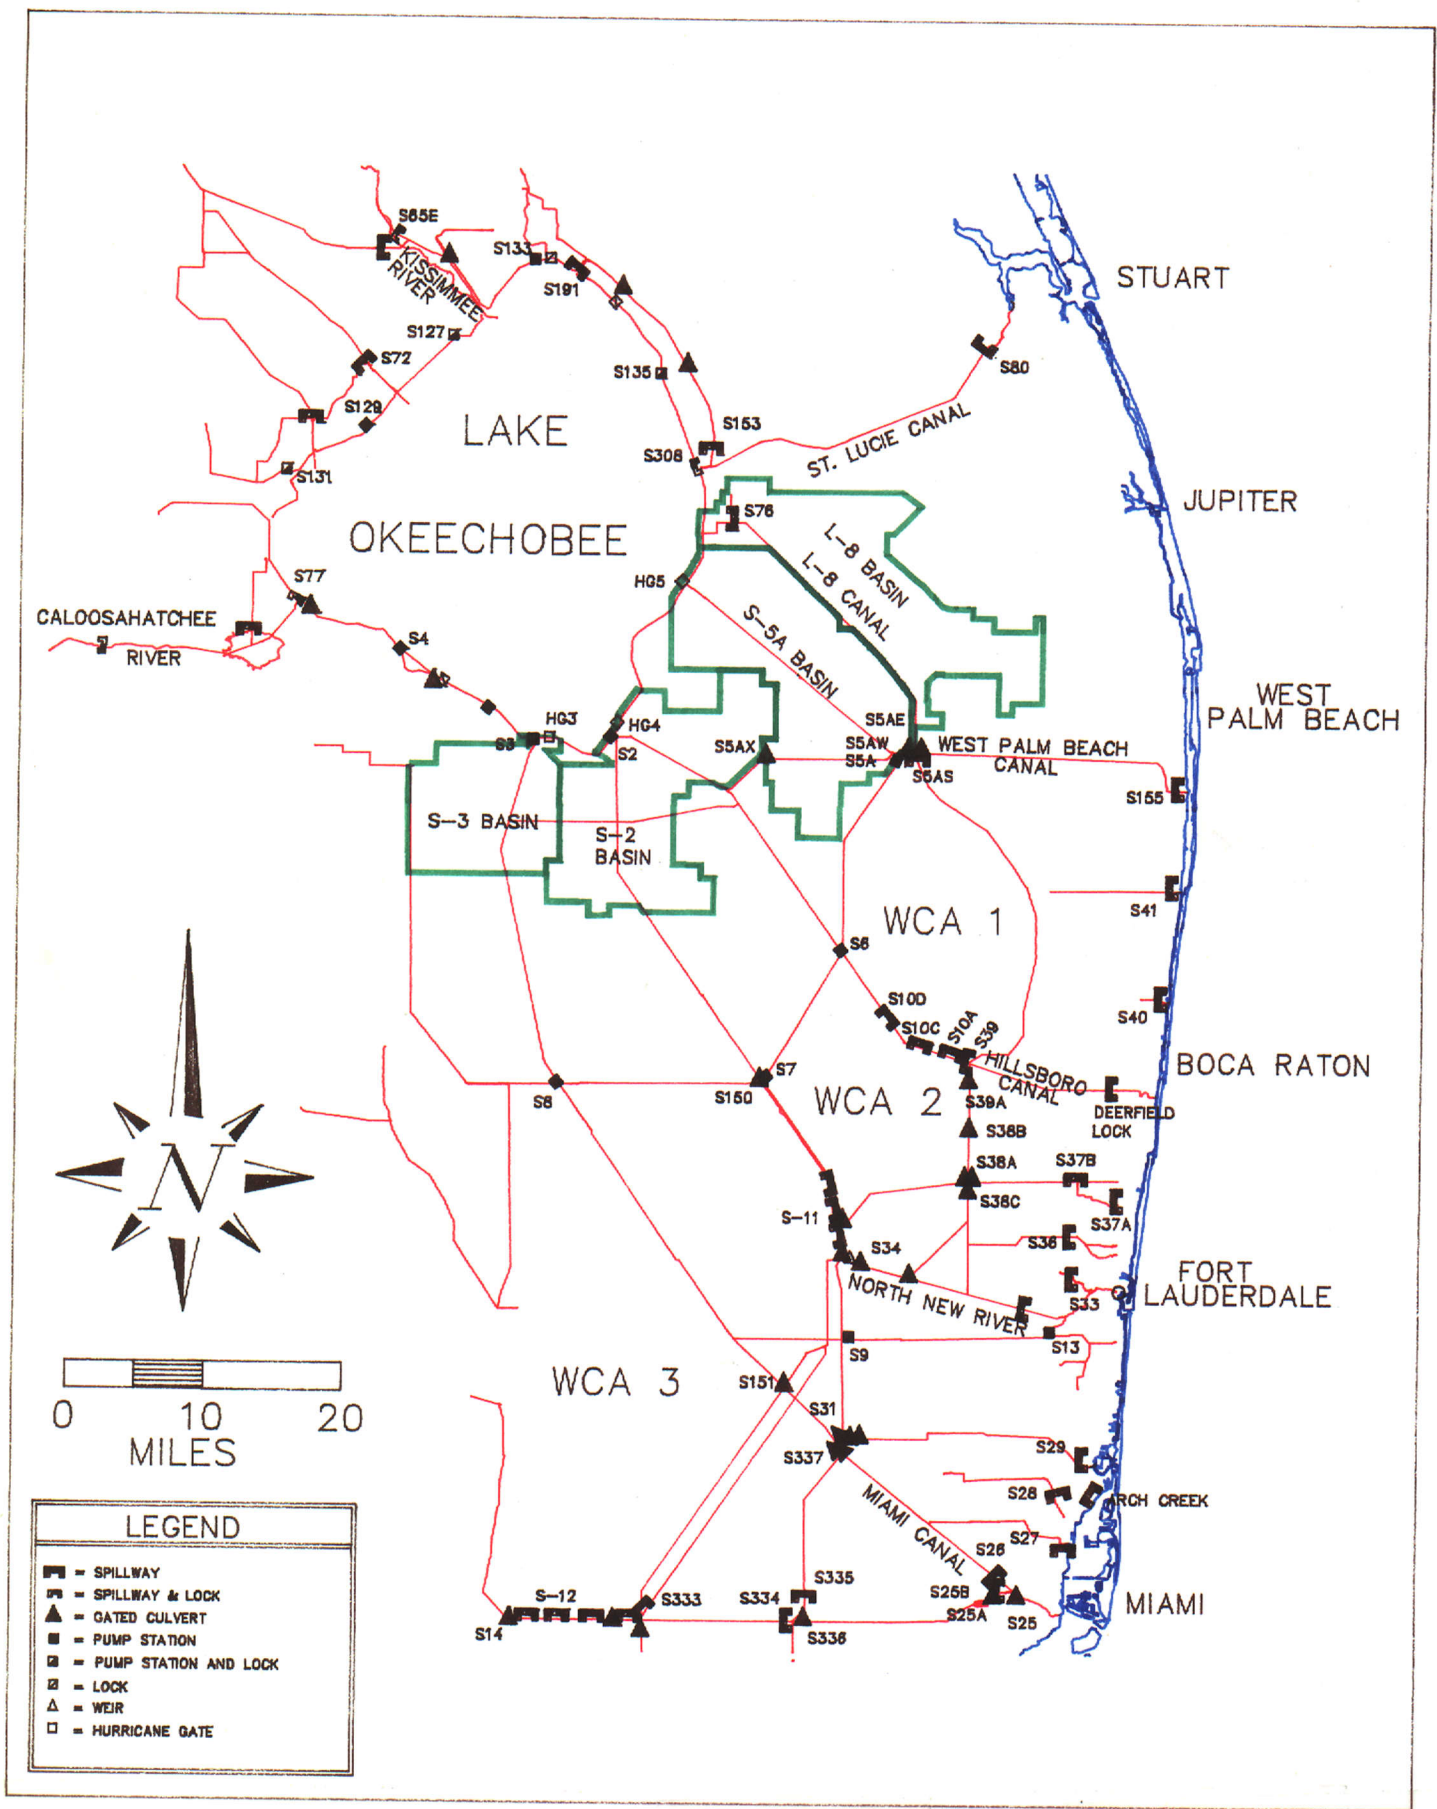 S65E
KISSIMMEE
RIVER
S133
S191
STUART
S127
S72
S135
S80
S129
LAKE
S153
S308
ST. LUCIE CANAL
S131
JUPITER
S76
OKEECHOBEE
L-8 BASIN
L-8 CANAL
HG5
S77
CALOOSAHATCHEE
RIVER
S4
S-5A BASIN
WEST
PALM BEACH
HG3
HG4
S3
S2
S5AE
S5AX
S5AW
S5A
S5AS
WEST PALM BEACH
CANAL
S155
S-3 BASIN
S-2
BASIN
S41
WCA 1
S6
S10D
S10C
S10A
S39
S40
HILLSBORO
CANAL
BOCA RATON
S7
S150
S8
WCA 2
S39A
DEERFIELD
LOCK
S38B
S38A
S37B
S38C
S37A
S-11
S36
S34
NORTH NEW RIVER
S33
FORT
LAUDERDALE
S13
S9
N
WCA 3
S151
S31
S337
S29
0 10 20
MILES
S28
ARCH CREEK
MIAMI CANAL
S27
S26
S25B
S25A
S25
MIAMI
S335
S334
S336
S333
S-12
S14
LEGEND
= SPILLWAY
= SPILLWAY & LOCK
= GATED CULVERT
= PUMP STATION
= PUMP STATION AND LOCK
= LOCK
= WEIR
= HURRICANE GATE